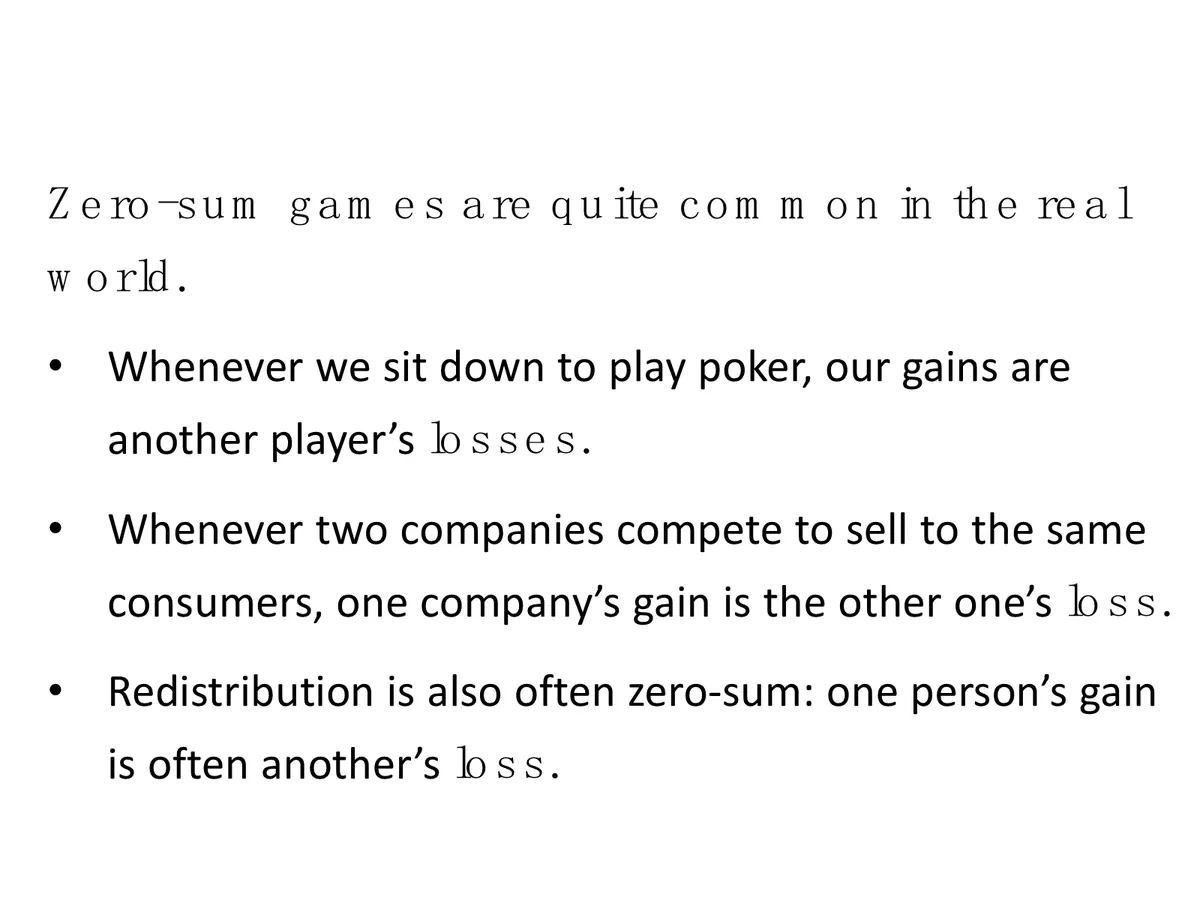 Zero-sum games are quite common in the real
world.
• Whenever we sit down to play poker, our gains are
another player’s losses.
• Whenever two companies compete to sell to the same
consumers, one company’s gain is the other one’s loss.
• Redistribution is also often zero-sum: one person’s gain
is often another’s loss.